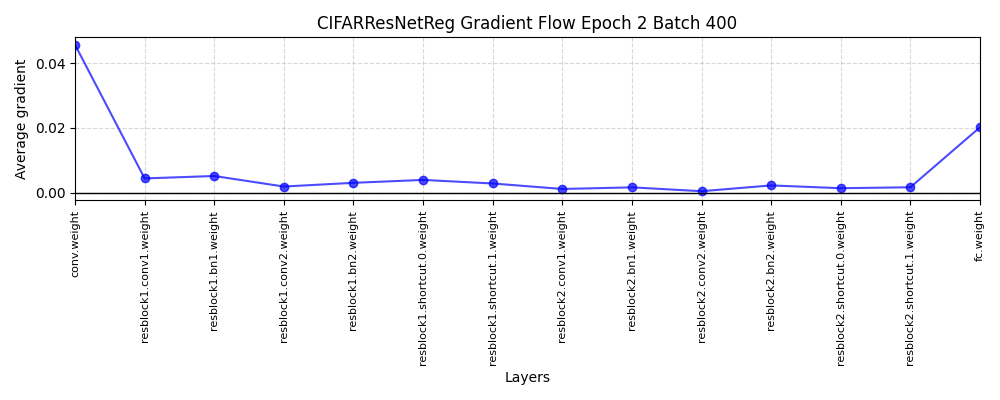 CIFARResNetReg Gradient Flow Epoch 2 Batch 400
Average gradient
0.04
0.02
0.00
conv.weight
resblock1.conv1.weight
resblock1.bn1.weight
resblock1.conv2.weight
resblock1.bn2.weight
resblock1.shortcut.0.weight
resblock1.shortcut.1.weight
resblock2.conv1.weight
resblock2.bn1.weight
resblock2.conv2.weight
resblock2.bn2.weight
resblock2.shortcut.0.weight
resblock2.shortcut.1.weight
fc.weight
Layers